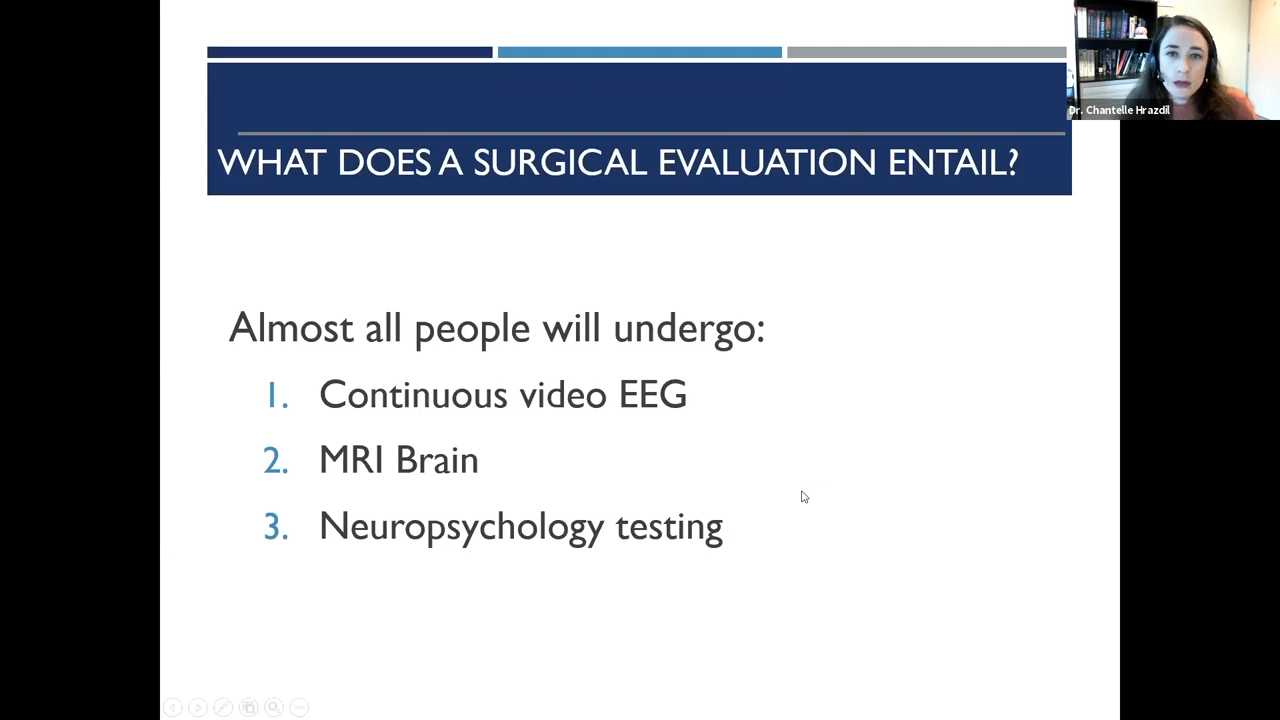 Dr. Chantelle Hrazdil
WHAT DOES A SURGICAL EVALUATION ENTAIL?
Almost all people will undergo:
1. Continuous video EEG
2. MRI Brain
3. Neuropsychology testing